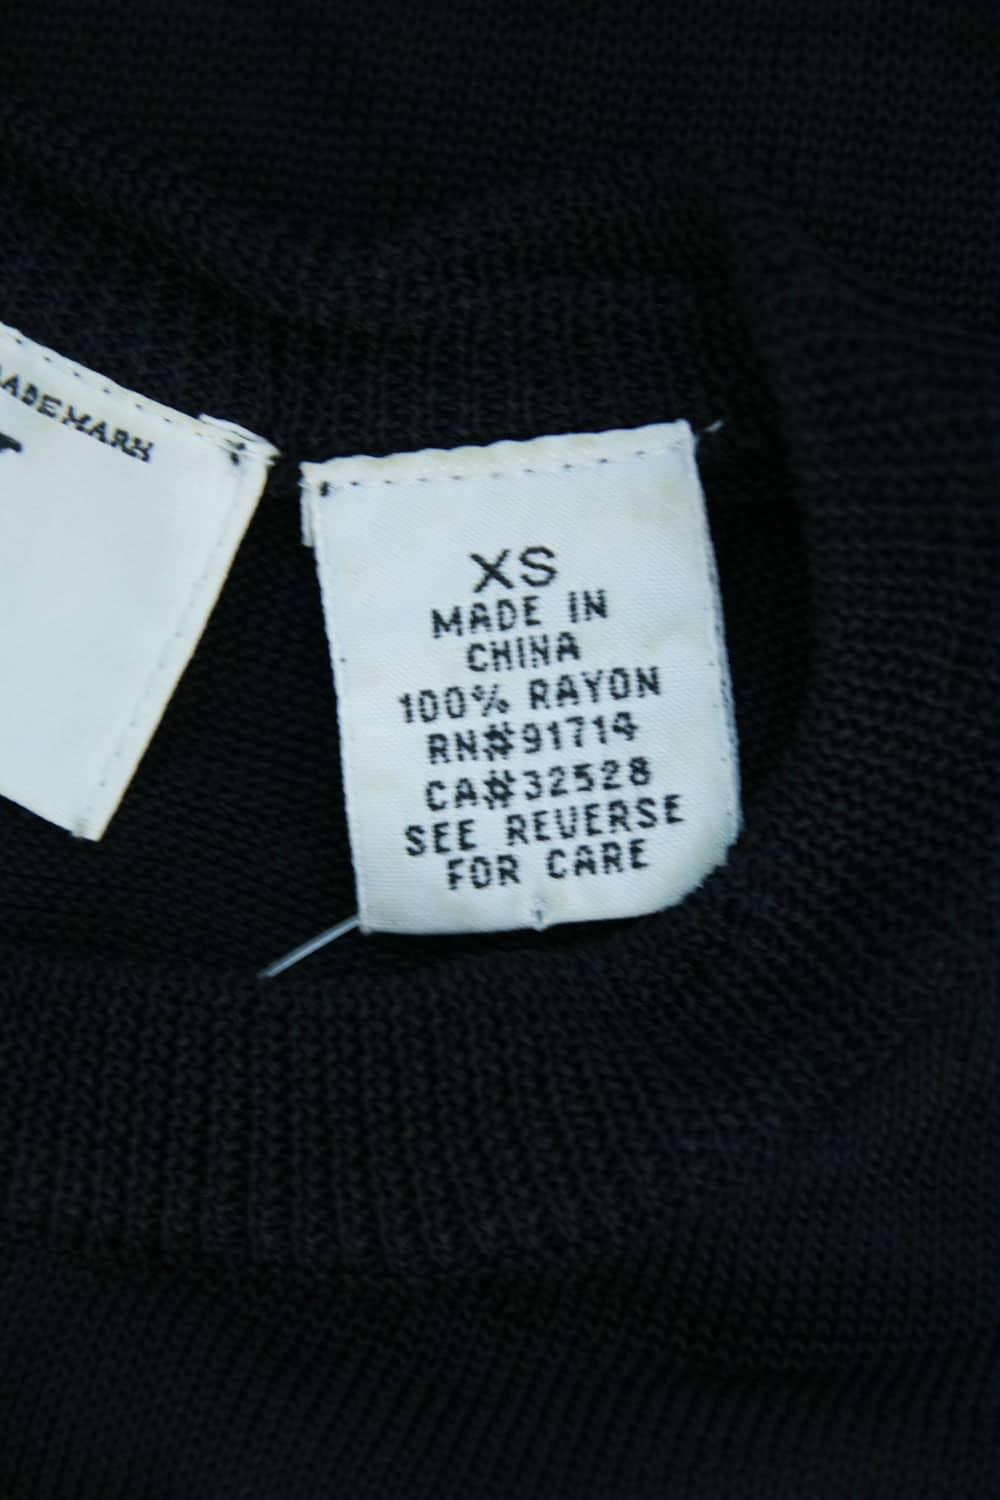 XS
MADE IN
CHINA
100% RAYON
RN#91714
CA#32528
SEE REVERSE
FOR CARE